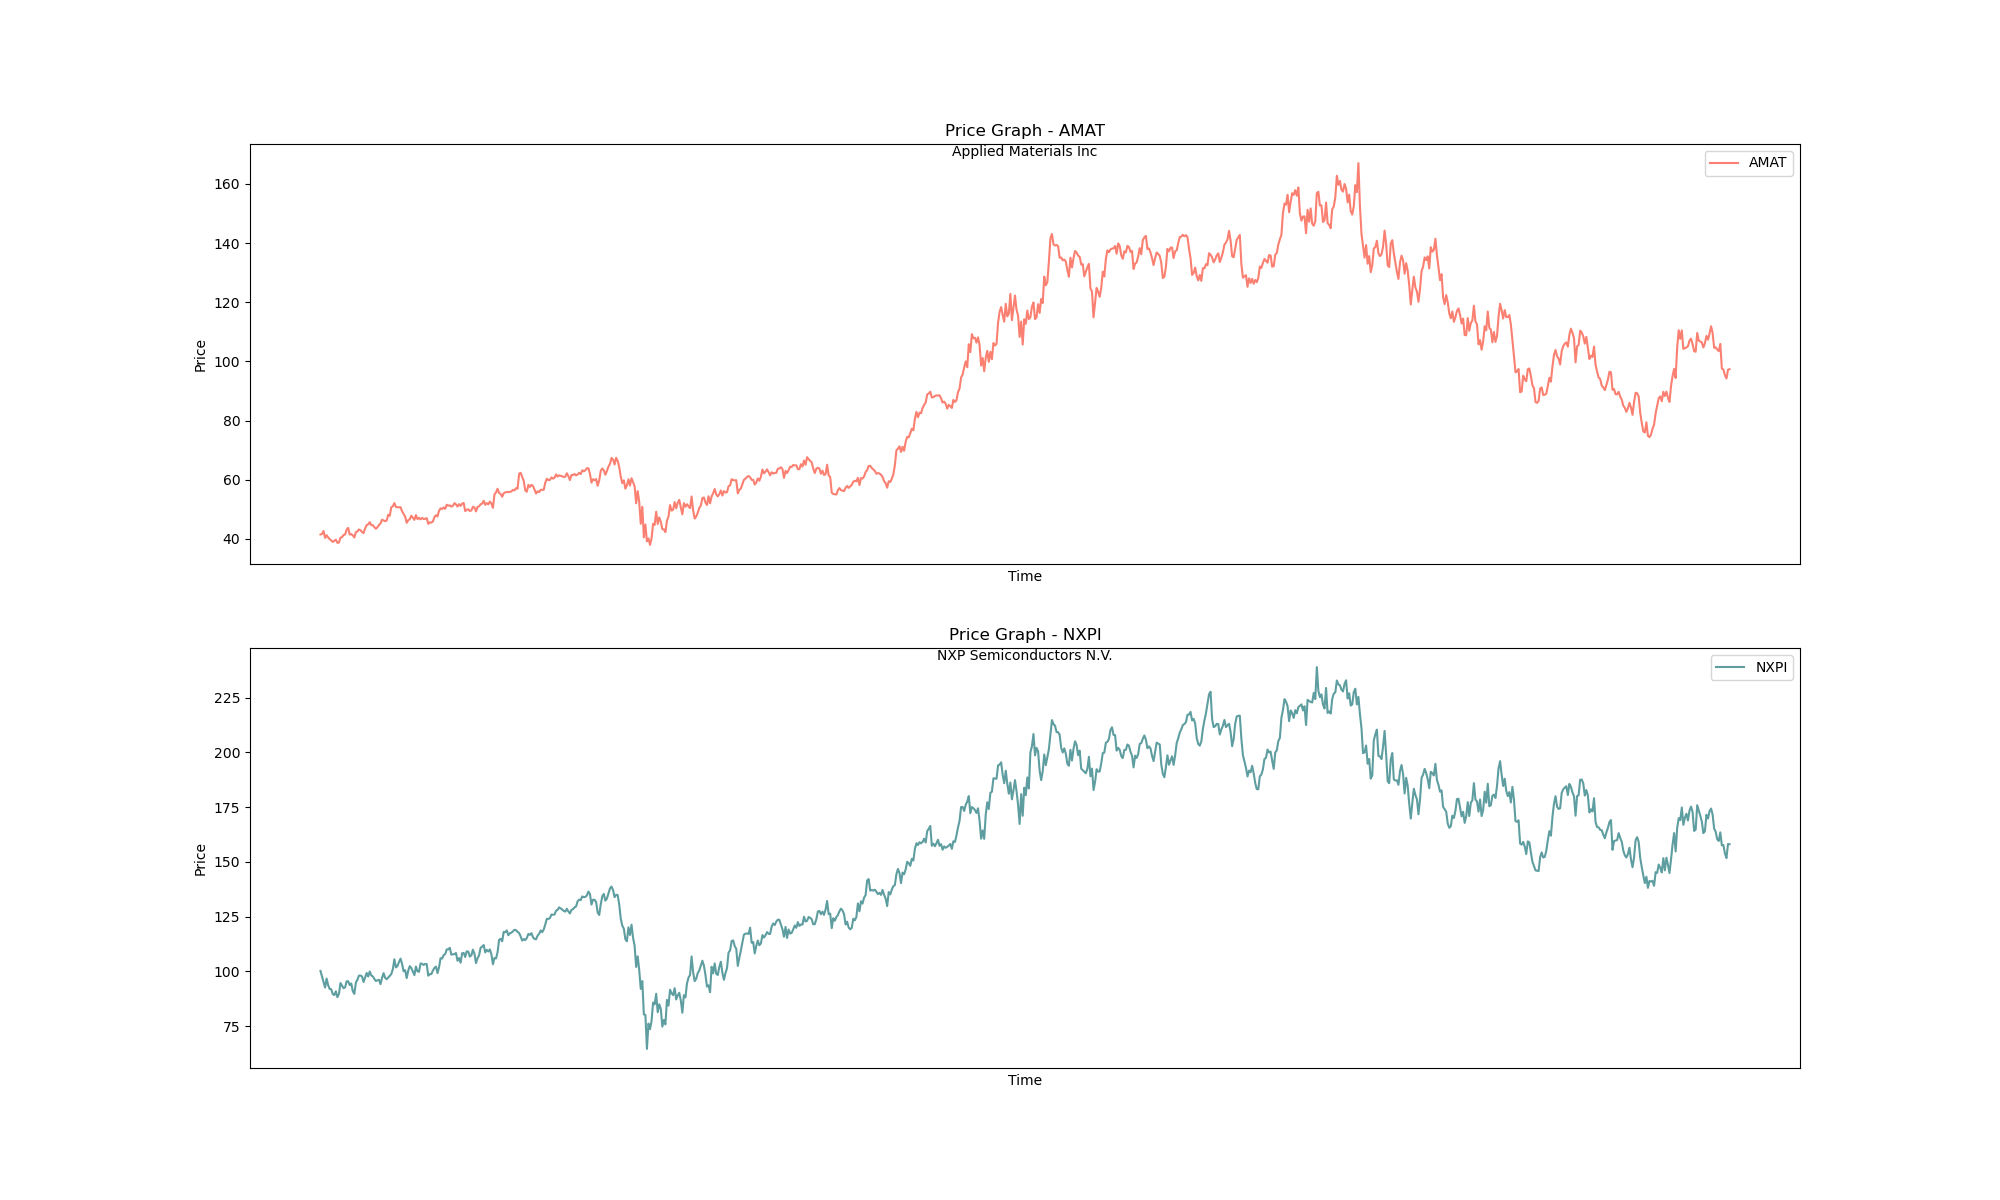 Price Graph - AMAT
Applied Materials Inc
AMAT
160
140
120
100
80
60
40
Price
Time
Price Graph - NXPI
NXP Semiconductors N.V.
NXPI
225
200
175
150
125
100
75
Price
Time